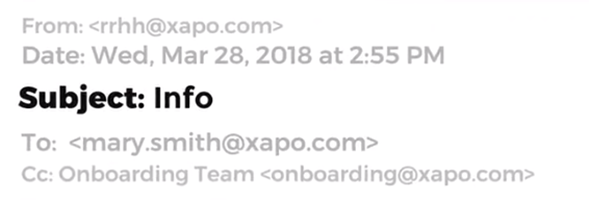 From: <rrhh@xapo.com>
Date: Wed, Mar 28, 2018 at 2:55 PM
Subject: Info
To: <mary.smith@xapo.com>
Cc: Onboarding Team <onboarding@xapo.com>